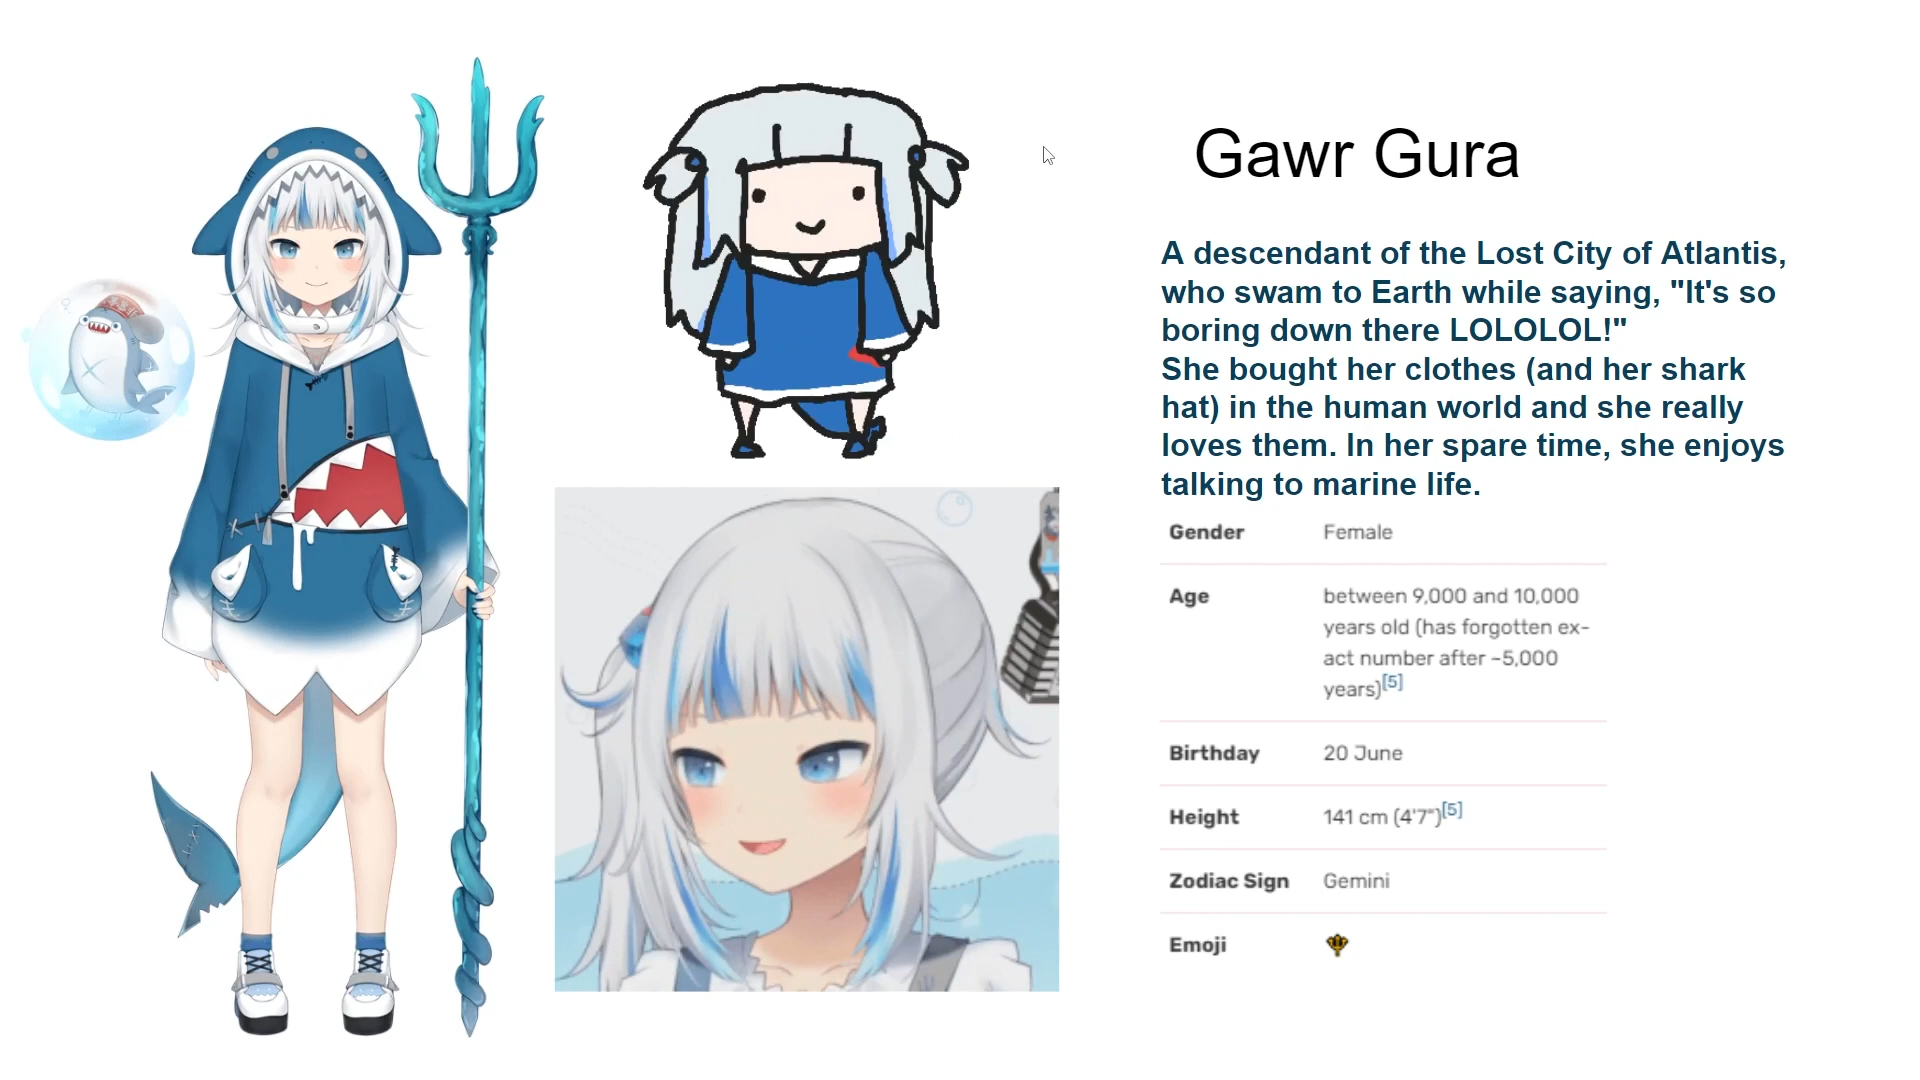 Gawr Gura
A descendant of the Lost City of Atlantis,
who swam to Earth while saying, "It's so
boring down there LOLOLOL!"
She bought her clothes (and her shark
hat) in the human world and she really
loves them. In her spare time, she enjoys
talking to marine life.
Gender Female
Age between 9,000 and 10,000
years old (has forgotten ex-
act number after ~5,000
years)[5]
Birthday 20 June
Height 141 cm (4'7")[5]
Zodiac Sign Gemini
Emoji 🔱